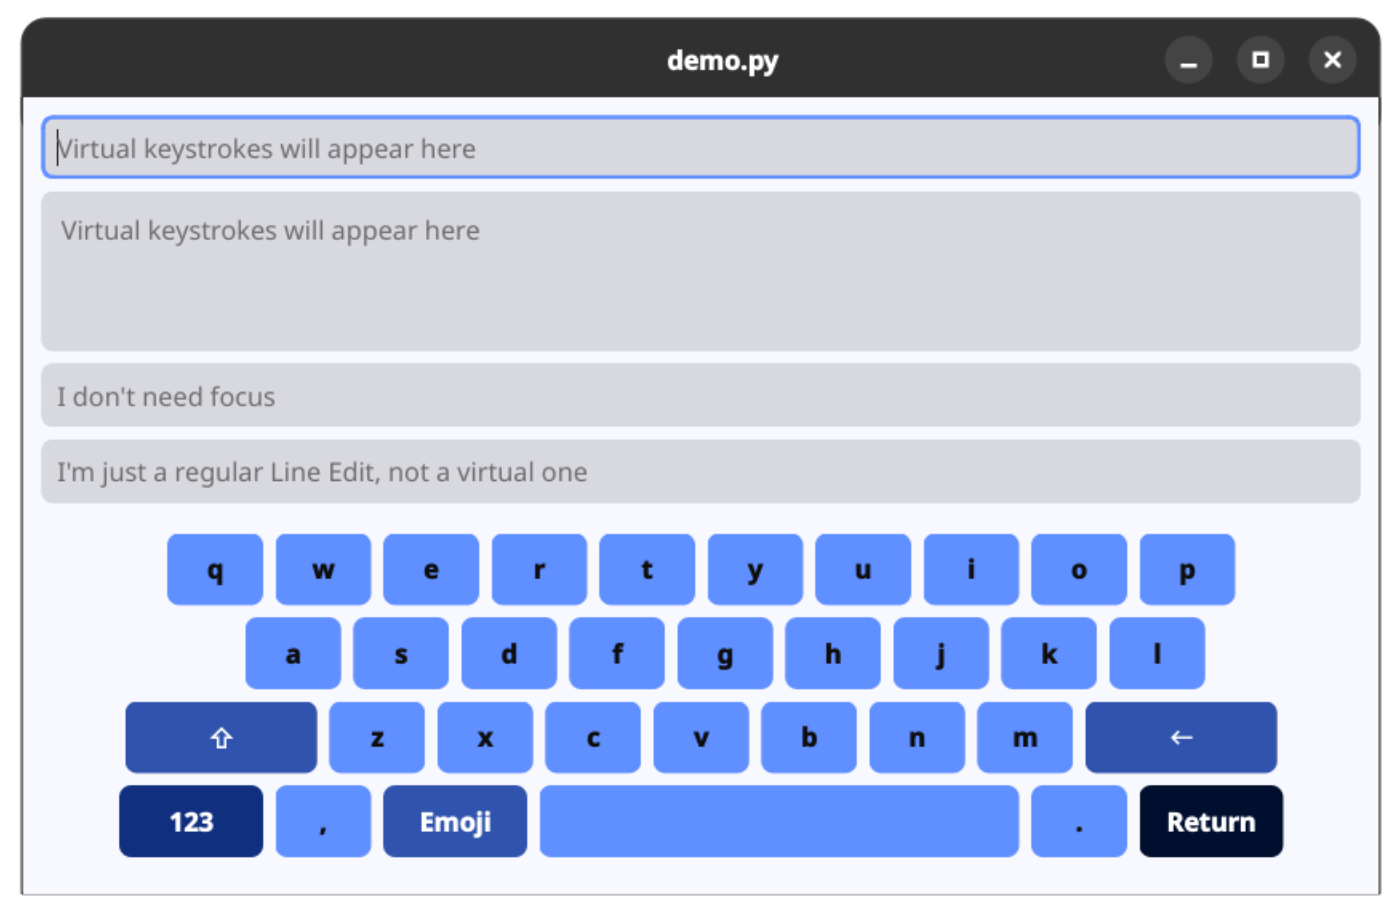 demo.py
Virtual keystrokes will appear here
Virtual keystrokes will appear here
I don't need focus
I'm just a regular Line Edit, not a virtual one
q w e r t y u i o p
a s d f g h j k l
⇧ z x c v b n m ←
123 , Emoji . Return